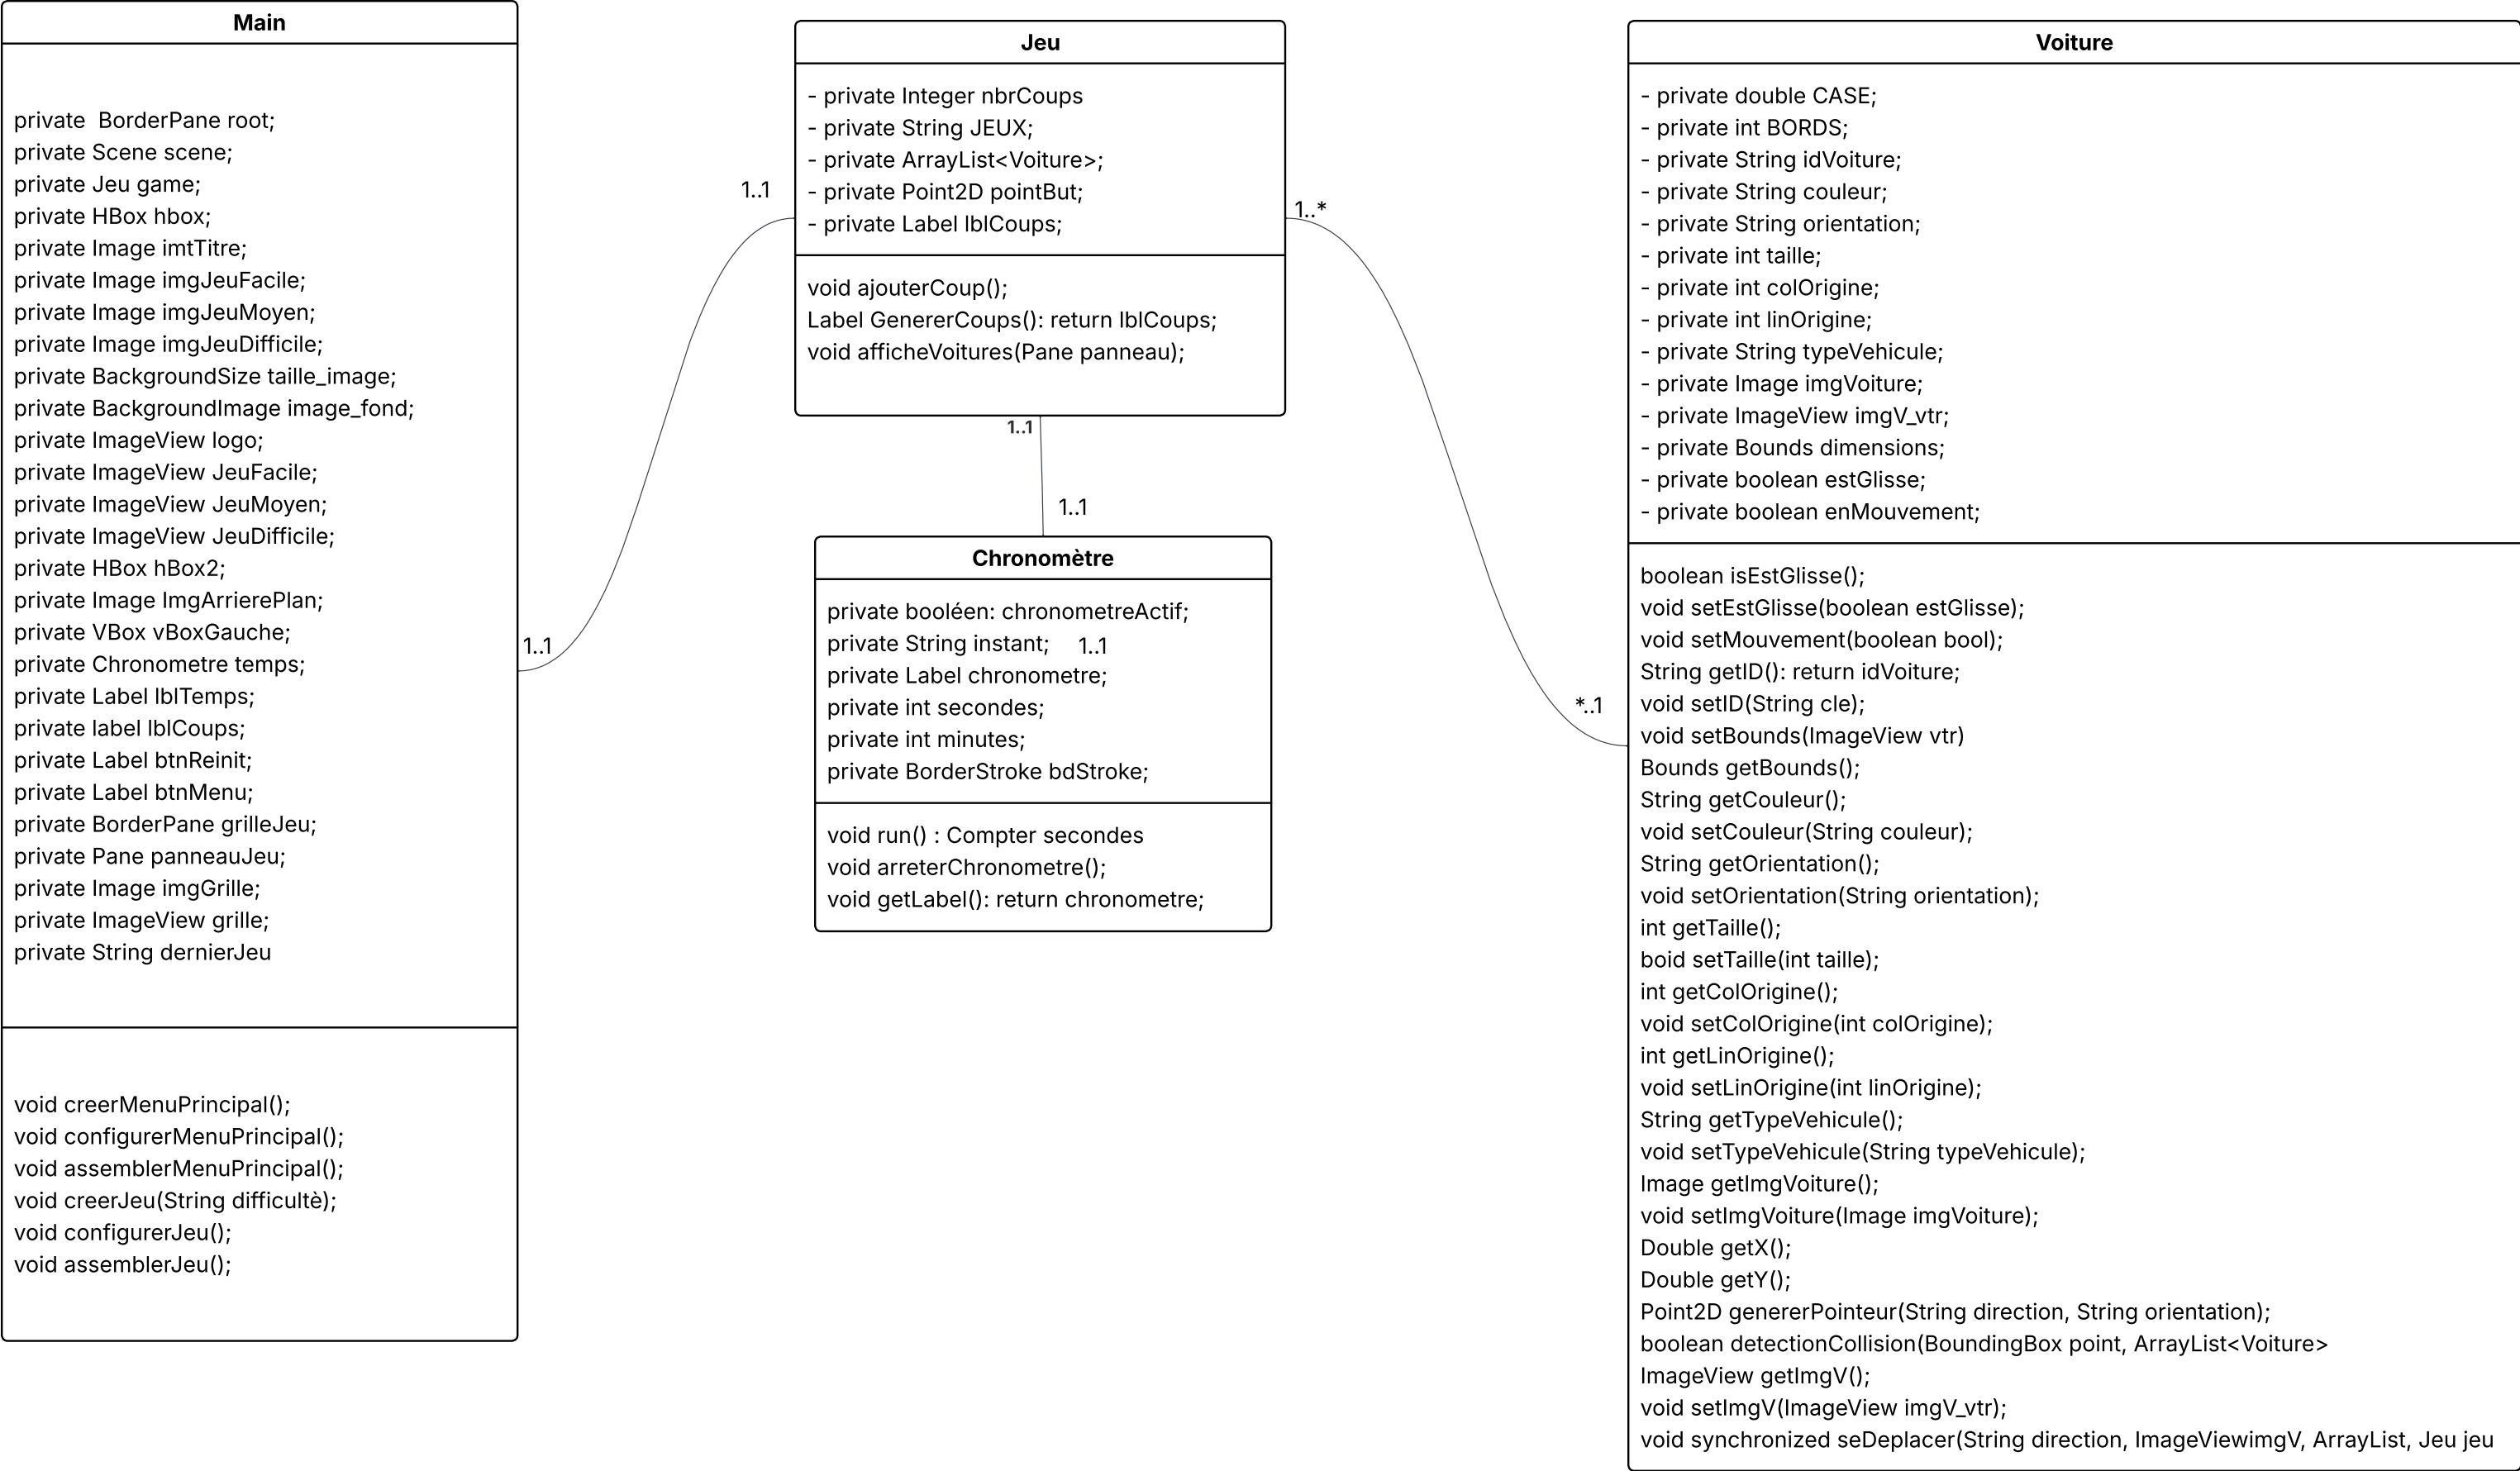 Main
private  BorderPane root;
private Scene scene;
private Jeu game;
private HBox hbox;
private Image imtTitre;
private Image imgJeuFacile;
private Image imgJeuMoyen;
private Image imgJeuDifficile;
private BackgroundSize taille_image;
private BackgroundImage image_fond;
private ImageView logo;
private ImageView JeuFacile;
private ImageView JeuMoyen;
private ImageView JeuDifficile;
private HBox hBox2;
private Image ImgArrierePlan;
private VBox vBoxGauche;
private Chronometre temps;
private Label lblTemps;
private label lblCoups;
private Label btnReinit;
private Label btnMenu;
private BorderPane grilleJeu;
private Pane panneauJeu;
private Image imgGrille;
private ImageView grille;
private String dernierJeu
void creerMenuPrincipal();
void configurerMenuPrincipal();
void assemblerMenuPrincipal();
void creerJeu(String difficultè);
void configurerJeu();
void assemblerJeu();
1..1
1..1
Jeu
- private Integer nbrCoups
- private String JEUX;
- private ArrayList<Voiture>;
- private Point2D pointBut;
- private Label lblCoups;
void ajouterCoup();
Label GenererCoups(): return lblCoups;
void afficheVoitures(Pane panneau);
1..1
1..1
Chronomètre
private booléen: chronometreActif;
private String instant;
1..1
private Label chronometre;
private int secondes;
private int minutes;
private BorderStroke bdStroke;
void run() : Compter secondes
void arreterChronometre();
void getLabel(): return chronometre;
1..*
*..1
Voiture
- private double CASE;
- private int BORDS;
- private String idVoiture;
- private String couleur;
- private String orientation;
- private int taille;
- private int colOrigine;
- private int linOrigine;
- private String typeVehicule;
- private Image imgVoiture;
- private ImageView imgV_vtr;
- private Bounds dimensions;
- private boolean estGlisse;
- private boolean enMouvement;
boolean isEstGlisse();
void setEstGlisse(boolean estGlisse);
void setMouvement(boolean bool);
String getID(): return idVoiture;
void setID(String cle);
void setBounds(ImageView vtr)
Bounds getBounds();
String getCouleur();
void setCouleur(String couleur);
String getOrientation();
void setOrientation(String orientation);
int getTaille();
boid setTaille(int taille);
int getColOrigine();
void setColOrigine(int colOrigine);
int getLinOrigine();
void setLinOrigine(int linOrigine);
String getTypeVehicule();
void setTypeVehicule(String typeVehicule);
Image getImgVoiture();
void setImgVoiture(Image imgVoiture);
Double getX();
Double getY();
Point2D genererPointeur(String direction, String orientation);
boolean detectionCollision(BoundingBox point, ArrayList<Voiture>
ImageView getImgV();
void setImgV(ImageView imgV_vtr);
void synchronized seDeplacer(String direction, ImageViewimgV, ArrayList, Jeu jeu